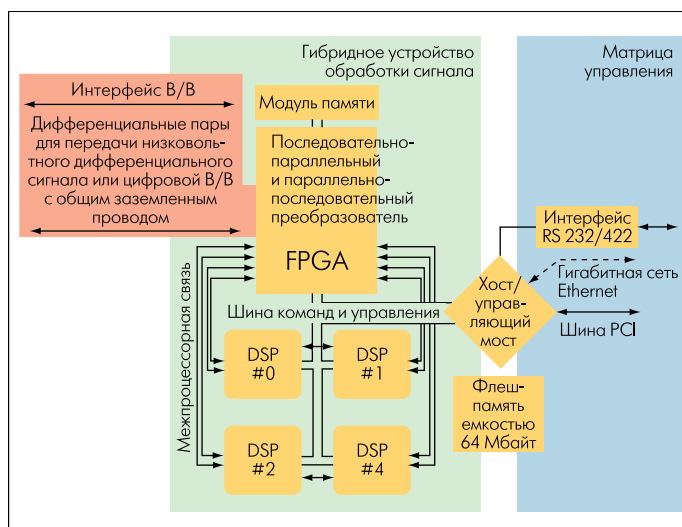 Гибридное устройство
обработки сигнала
Матрица
управления
Интерфейс В/В
Дифференциальные пары
для передачи низковоль-
тного дифференциального
сигнала или цифровой В/В
с общим заземленным
проводом
Модуль памяти
Последовательно-
параллельный
и параллельно-
последовательный
преобразователь
FPGA
Интерфейс
RS 232/422
Гигабитная сеть
Ethernet
Хост/
управ-
ляющий
мост
Шина PCI
Шина команд и управления
Межпроцессорная связь
DSP
#0
DSP
#1
DSP
#2
DSP
#4
Флеш-
память
емкостью
64 Мбайт